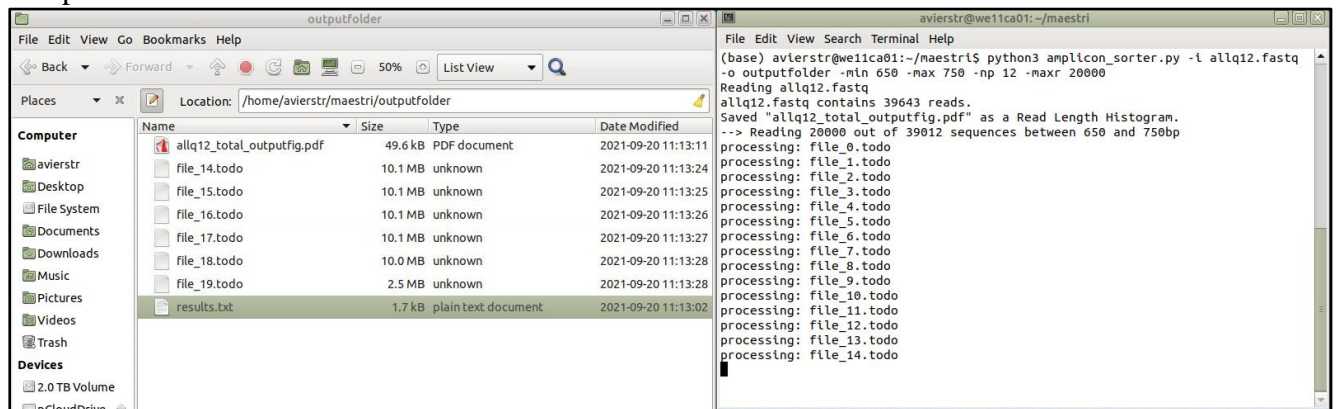 outputfolder
File Edit View Go Bookmarks Help
Back Forward 50% List View
Places Location: /home/avierstr/maestri/outputfolder
Computer
avierstr
Desktop
File System
Documents
Downloads
Music
Pictures
Videos
Trash
Devices
2.0 TB Volume
pCloudDrive
Name Size Type Date Modified
allq12_total_outputfig.pdf 49.6 kB PDF document 2021-09-20 11:13:11
file_14.todo 10.1 MB unknown 2021-09-20 11:13:24
file_15.todo 10.1 MB unknown 2021-09-20 11:13:25
file_16.todo 10.1 MB unknown 2021-09-20 11:13:26
file_17.todo 10.1 MB unknown 2021-09-20 11:13:27
file_18.todo 10.0 MB unknown 2021-09-20 11:13:28
file_19.todo 2.5 MB unknown 2021-09-20 11:13:28
results.txt 1.7 kB plain text document 2021-09-20 11:13:02
avierstr@we11ca01: ~/maestri
File Edit View Search Terminal Help
(base) avierstr@we11ca01:~/maestri$ python3 amplicon_sorter.py -i allq12.fastq
-o outputfolder -min 650 -max 750 -np 12 -maxr 20000
Reading allq12.fastq
allq12.fastq contains 39643 reads.
Saved "allq12_total_outputfig.pdf" as a Read Length Histogram.
--> Reading 20000 out of 39012 sequences between 650 and 750bp
processing: file_0.todo
processing: file_1.todo
processing: file_2.todo
processing: file_3.todo
processing: file_4.todo
processing: file_5.todo
processing: file_6.todo
processing: file_7.todo
processing: file_8.todo
processing: file_9.todo
processing: file_10.todo
processing: file_11.todo
processing: file_12.todo
processing: file_13.todo
processing: file_14.todo